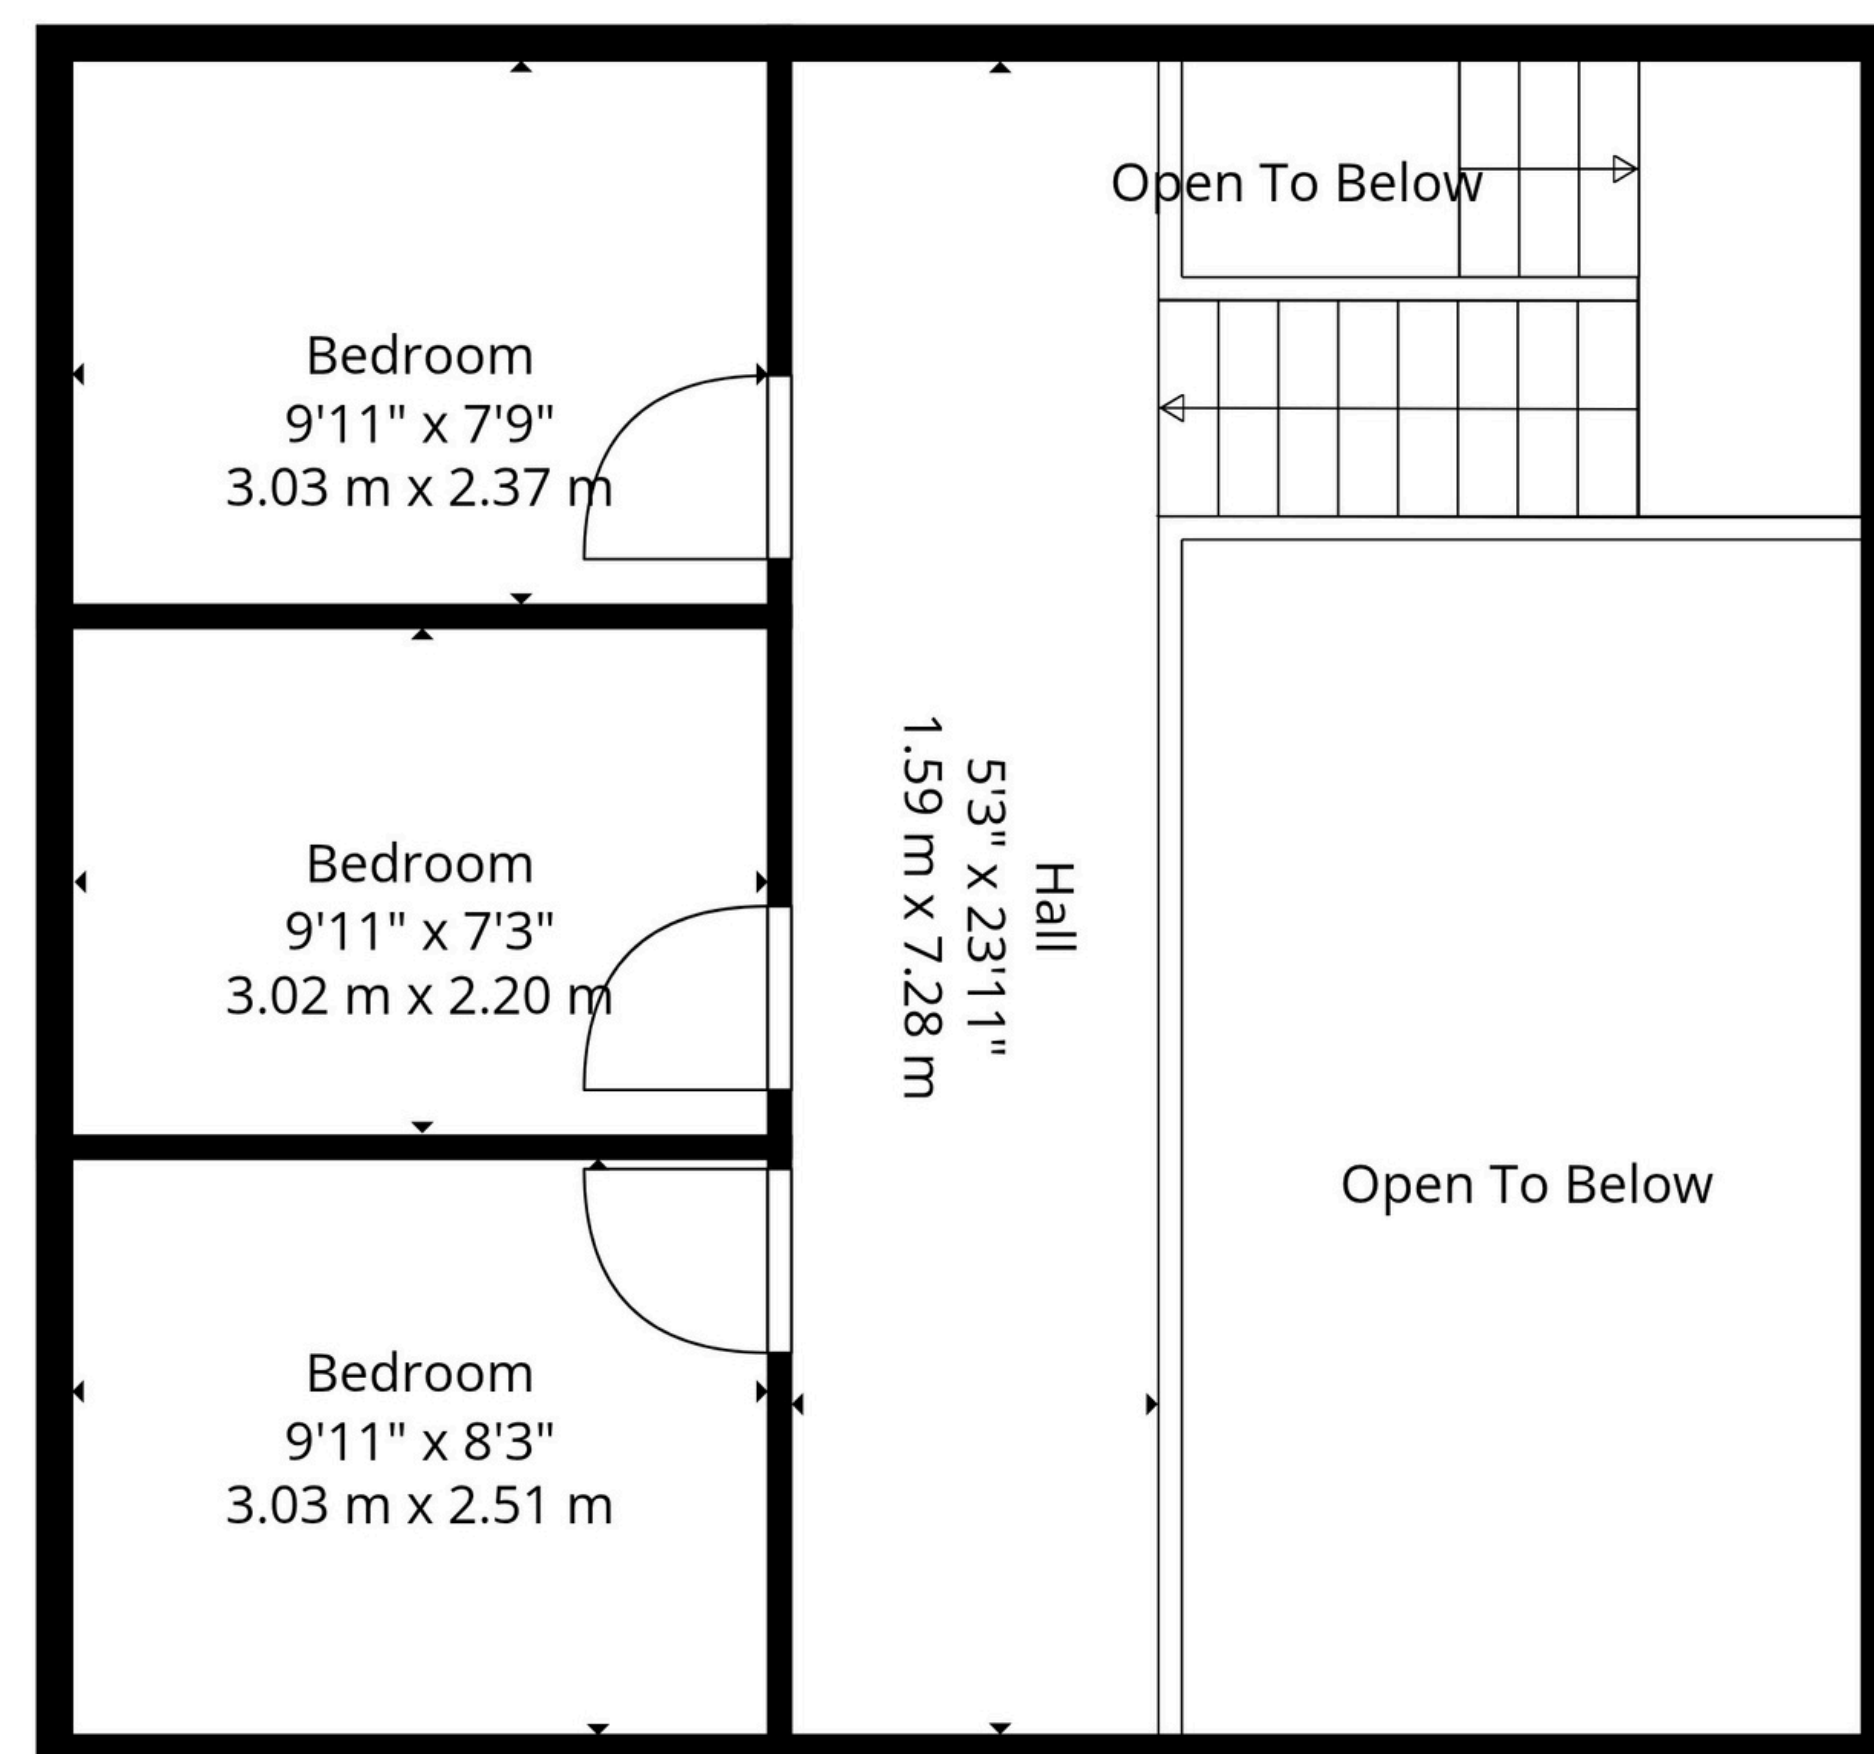 Open To Below
Bedroom
9'11" x 7'9"
3.03 m x 2.37 m
Bedroom
9'11" x 7'3"
3.02 m x 2.20 m
Hall
5'3" x 23'11"
1.59 m x 7.28 m
Open To Below
Bedroom
9'11" x 8'3"
3.03 m x 2.51 m